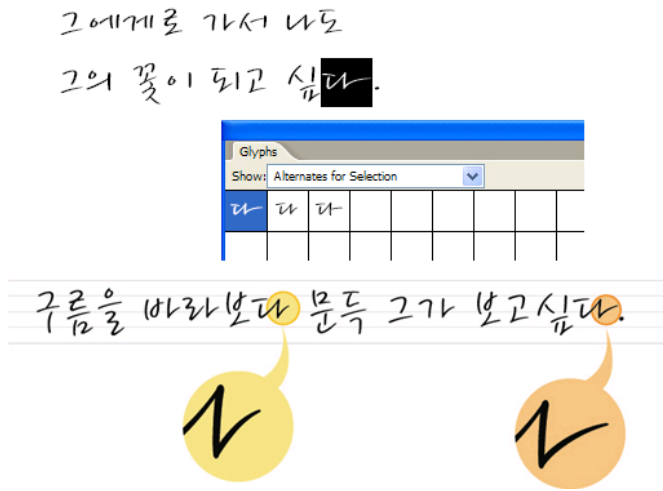 그에게로 가서 나도
그의 꽃이 되고 싶다.
Glyphs
Show: Alternates for Selection
다 다 다
구름을 바라보다 문득 그가 보고싶다.